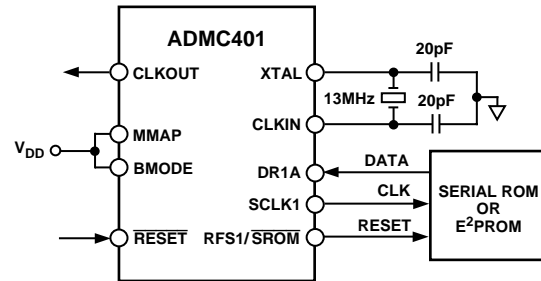 ADMC401
CLKOUT
XTAL
20pF
13MHz
20pF
MMAP
CLKIN
V_DD
BMODE
DR1A
DATA
SCLK1
CLK
SERIAL ROM
OR
E²PROM
RESET
RFS1/SROM
RESET